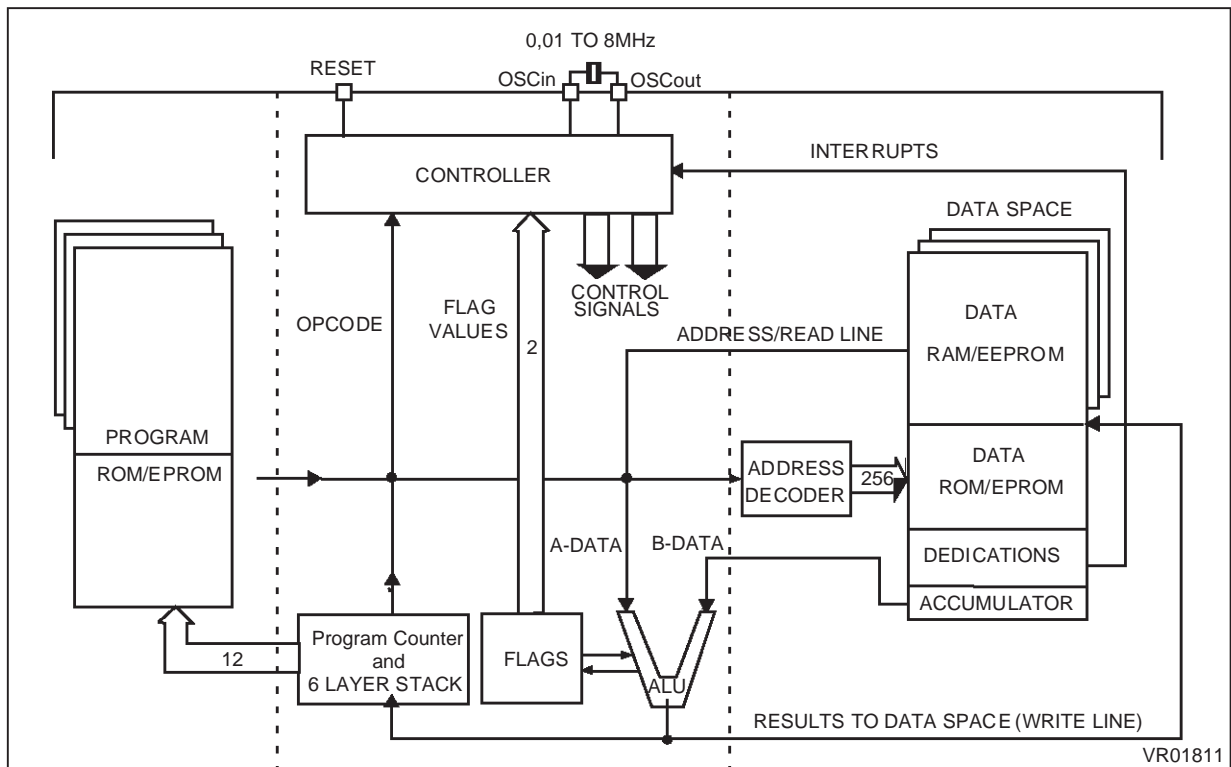 0,01 TO 8MHz
RESET
OSCin
OSCout
INTERRUPTS
CONTROLLER
DATA SPACE
CONTROL
SIGNALS
OPCODE
FLAG
VALUES
2
ADDRESS/READ LINE
DATA
RAM/EEPROM
PROGRAM
ROM/EPROM
ADDRESS
DECODER
256
DATA
ROM/EPROM
A-DATA
B-DATA
DEDICATIONS
ACCUMULATOR
12
Program Counter
and
6 LAYER STACK
FLAGS
ALU
RESULTS TO DATA SPACE (WRITE LINE)
VR01811